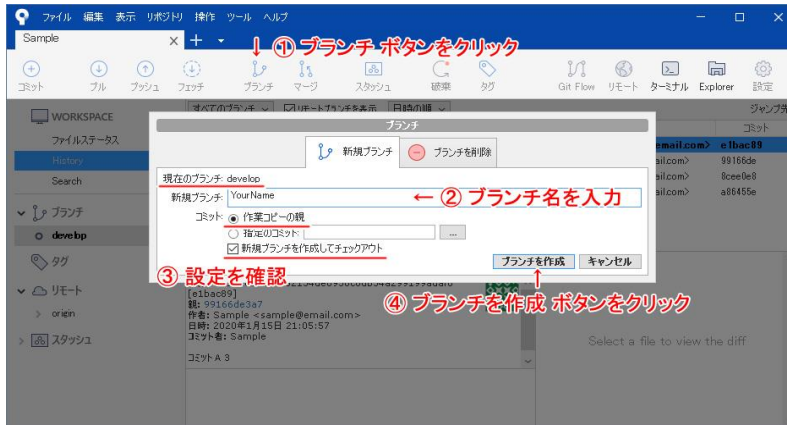 ファイル 編集 表示 リポジトリ 操作 ツール ヘルプ
Sample
↓ ① ブランチ ボタンをクリック
コミット プル プッシュ フェッチ ブランチ マージ スタッシュ 破棄 タグ Git Flow リモート ターミナル Explorer 設定
WORKSPACE
すべてのブランチ リモートブランチを表示 日時の順 ジャンプ先
ブランチ
コミット
ファイルステータス
新規ブランチ ブランチを削除
email.com> e1bac89
History
ail.com> 99166de
Search
現在のブランチ: develop
ail.com> 8cee0e8
新規ブランチ: YourName
← ② ブランチ名を入力
ail.com> a86455e
ブランチ
コミット: 作業コピーの親
develop
指定のコミット: ...
新規ブランチを作成してチェックアウト
タグ
ブランチを作成 キャンセル
③ 設定を確認
↑
④ ブランチを作成 ボタンをクリック
リモート
[e1bac89]
親: 99166de3a7
origin
作者: Sample <sample@email.com>
日時: 2020年1月15日 21:05:57
スタッシュ
コミット者: Sample
Select a file to view the diff
コミット A 3